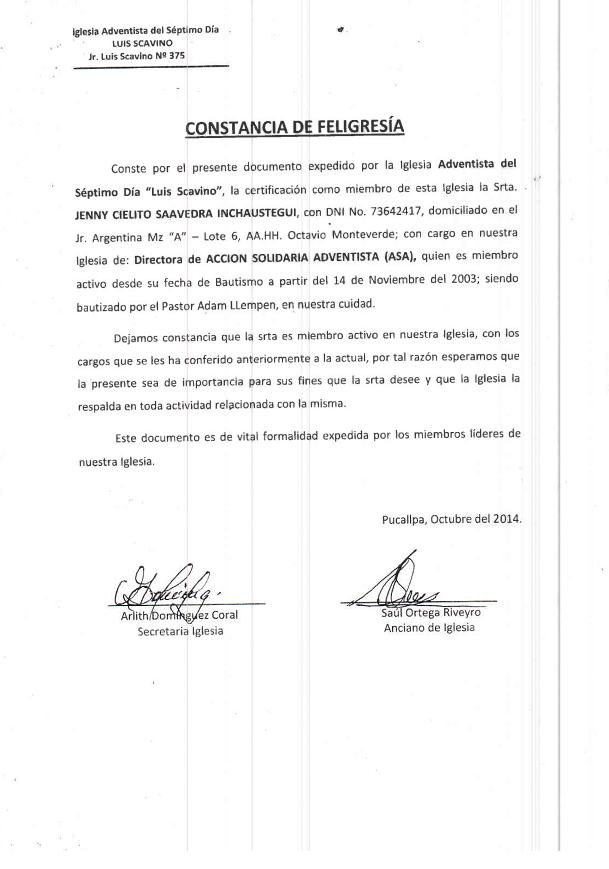 Iglesia Adventista del Séptimo Día
LUIS SCAVINO
Jr. Luis Scavino Nº 375
CONSTANCIA DE FELIGRESÍA
Conste por el presente documento expedido por la Iglesia Adventista del
Séptimo Día “Luis Scavino”, la certificación como miembro de esta Iglesia la Srta.
JENNY CIELITO SAAVEDRA INCHAUSTEGUI, con DNI No. 73642417, domiciliado en el
Jr. Argentina Mz “A” – Lote 6, AA.HH. Octavio Monteverde; con cargo en nuestra
Iglesia de: Directora de ACCION SOLIDARIA ADVENTISTA (ASA), quien es miembro
activo desde su fecha de Bautismo a partir del 14 de Noviembre del 2003; siendo
bautizado por el Pastor Adam LLempen, en nuestra cuidad.
Dejamos constancia que la srta es miembro activo en nuestra Iglesia, con los
cargos que se les ha conferido anteriormente a la actual, por tal razón esperamos que
la presente sea de importancia para sus fines que la srta desee y que la Iglesia la
respalda en toda actividad relacionada con la misma.
Este documento es de vital formalidad expedida por los miembros líderes de
nuestra Iglesia.
Pucallpa, Octubre del 2014.
Arlith Domínguez Coral
Secretaria Iglesia
Saúl Ortega Riveyro
Anciano de Iglesia